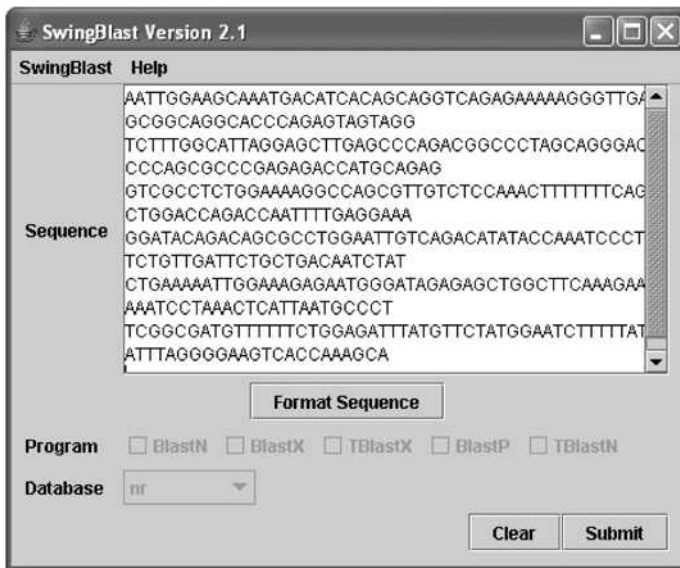 SwingBlast Version 2.1
SwingBlast Help
Sequence
AATTGGAAGCAAATGACATCACAGCAGGTCAGAGAAAAAGGGTTGA
GCGGCAGGCACCCAGAGTAGTAGG
TCTTTGGCATTAGGAGCTTGAGCCCAGACGGCCCTAGCAGGGAC
CCCAGCGCCCGAGAGACCATGCAGAG
GTCGCCTCTGGAAAAGGCCAGCGTTGTCTCCAAACTTTTTTTCAG
CTGGACCAGACCAATTTTGAGGAAA
GGATACAGACAGCGCCTGGAATTGTCAGACATATACCAAATCCCT
TCTGTTGATTCTGCTGACAATCTAT
CTGAAAAATTGGAAAGAGAATGGGATAGAGAGCTGGCTTCAAAGAA
AAATCCTAAACTCATTAATGCCCT
TCGGCGATGTTTTTTCTGGAGATTTATGTTCTATGGAATCTTTTTAT
ATTTAGGGGAAGTCACCAAAGCA
Format Sequence
Program BlastN BlastX TBlastX BlastP TBlastN
Database nr
Clear Submit